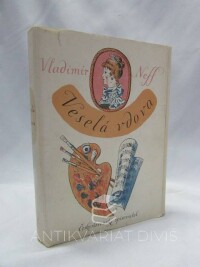 Vladimír Neff
Veselá vdova
ANTIKVARIÁT DIVIŠ